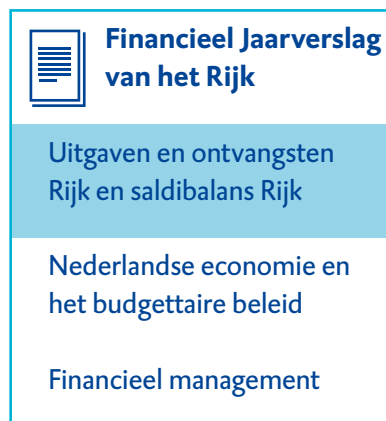 Financieel Jaarverslag
van het Rijk
Uitgaven en ontvangsten
Rijk en saldibalans Rijk
Nederlandse economie en
het budgettaire beleid
Financieel management